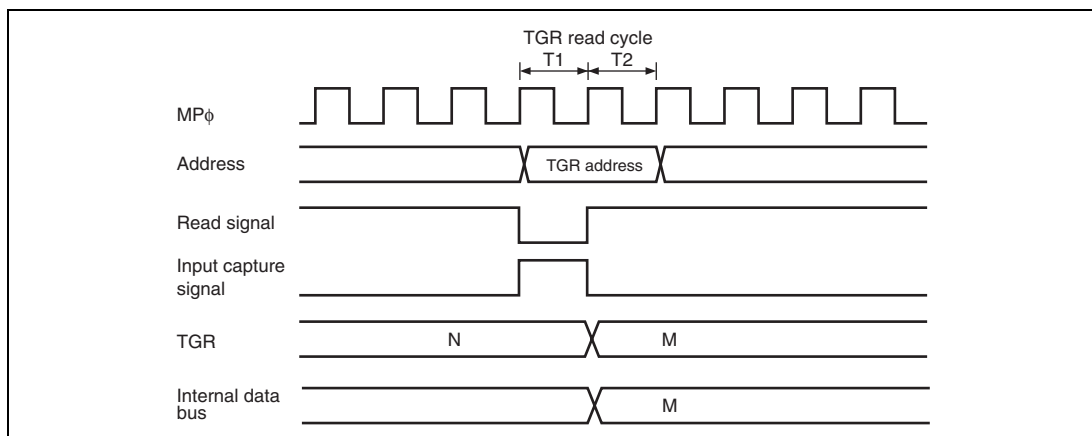 TGR read cycle
T1 T2
MPϕ
Address
TGR address
Read signal
Input capture
signal
TGR
N M
Internal data
bus
M